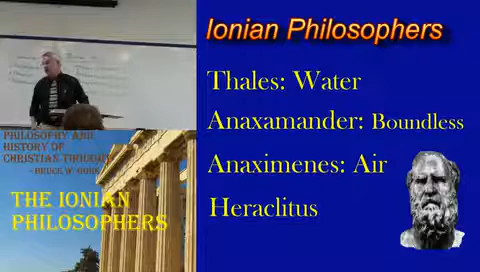 Ionian Philosophers
Thales: Water
Anaxamander: Boundless
Anaximenes: Air
Heraclitus
PHILOSOPHY AND
HISTORY OF
CHRISTIAN THOUGHT
THE IONIAN
PHILOSOPHERS